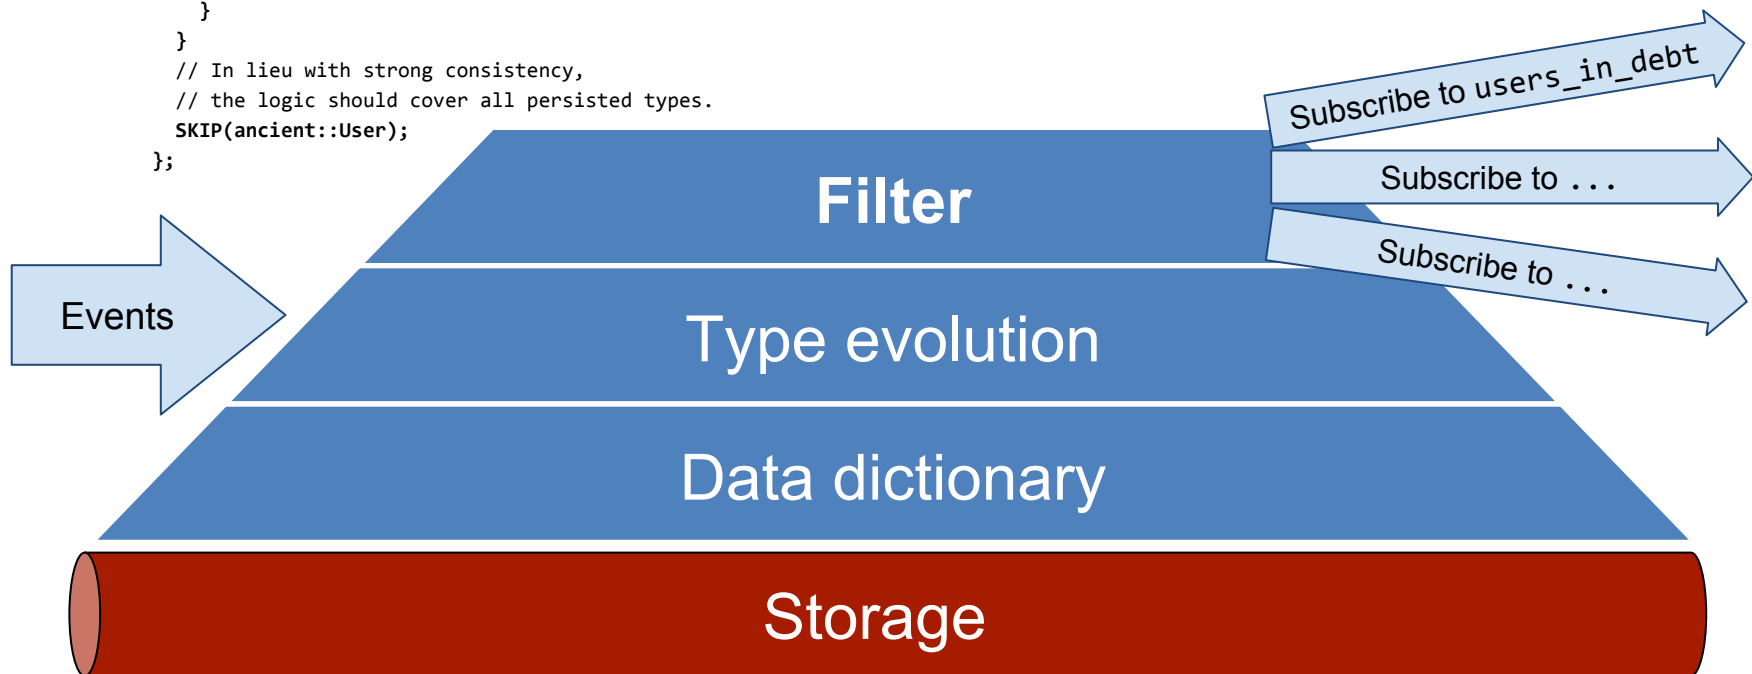 }
}
// In lieu with strong consistency,
// the logic should cover all persisted types.
SKIP(ancient::User);
};
Subscribe to users_in_debt
Subscribe to ...
Subscribe to ...
Filter
Events
Type evolution
Data dictionary
Storage